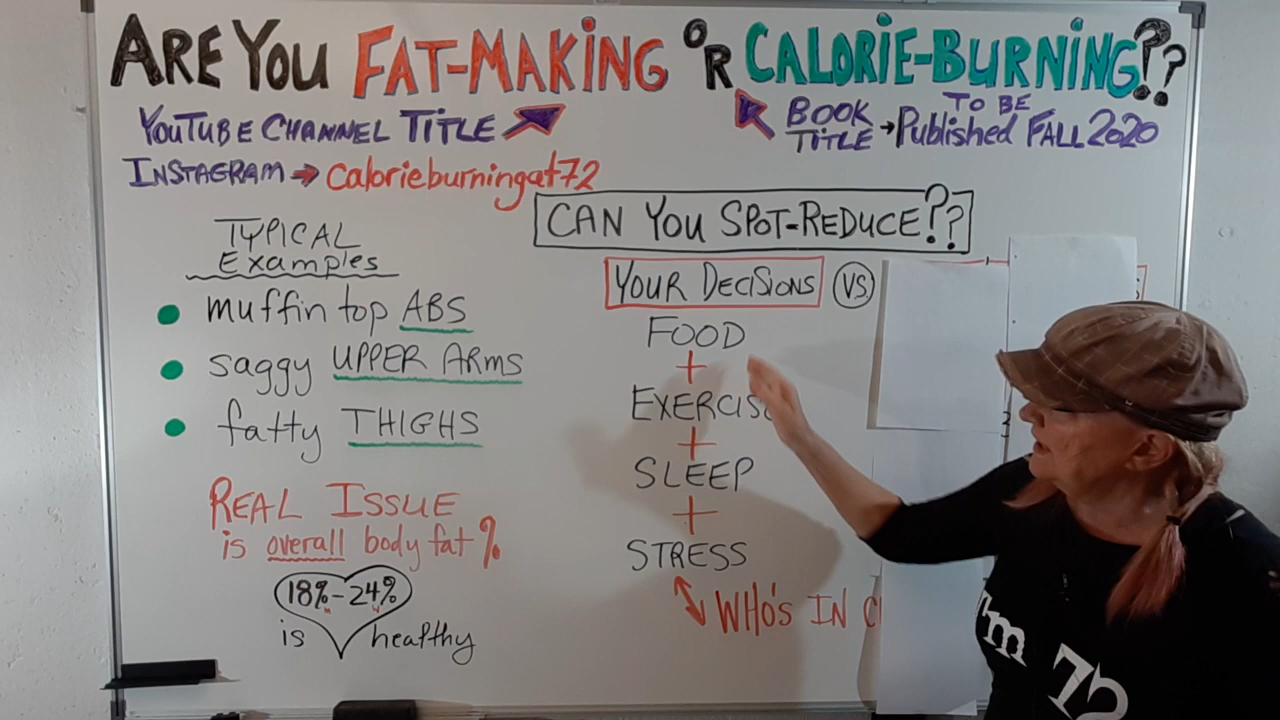 ARE YOU FAT-MAKING OR CALORIE-BURNING??
YOUTUBE CHANNEL TITLE
BOOK TITLE → TO BE Published FALL 2020
INSTAGRAM → calorieburningat72
CAN YOU SPOT-REDUCE??
TYPICAL
Examples
• muffin top ABS
• saggy UPPER ARMS
• fatty THIGHS
REAL ISSUE
is overall body fat %
18% - 24%
m w
is healthy
YOUR DECISIONS VS
FOOD
+
EXERCISE
+
SLEEP
+
STRESS
WHO'S IN
I'm 72